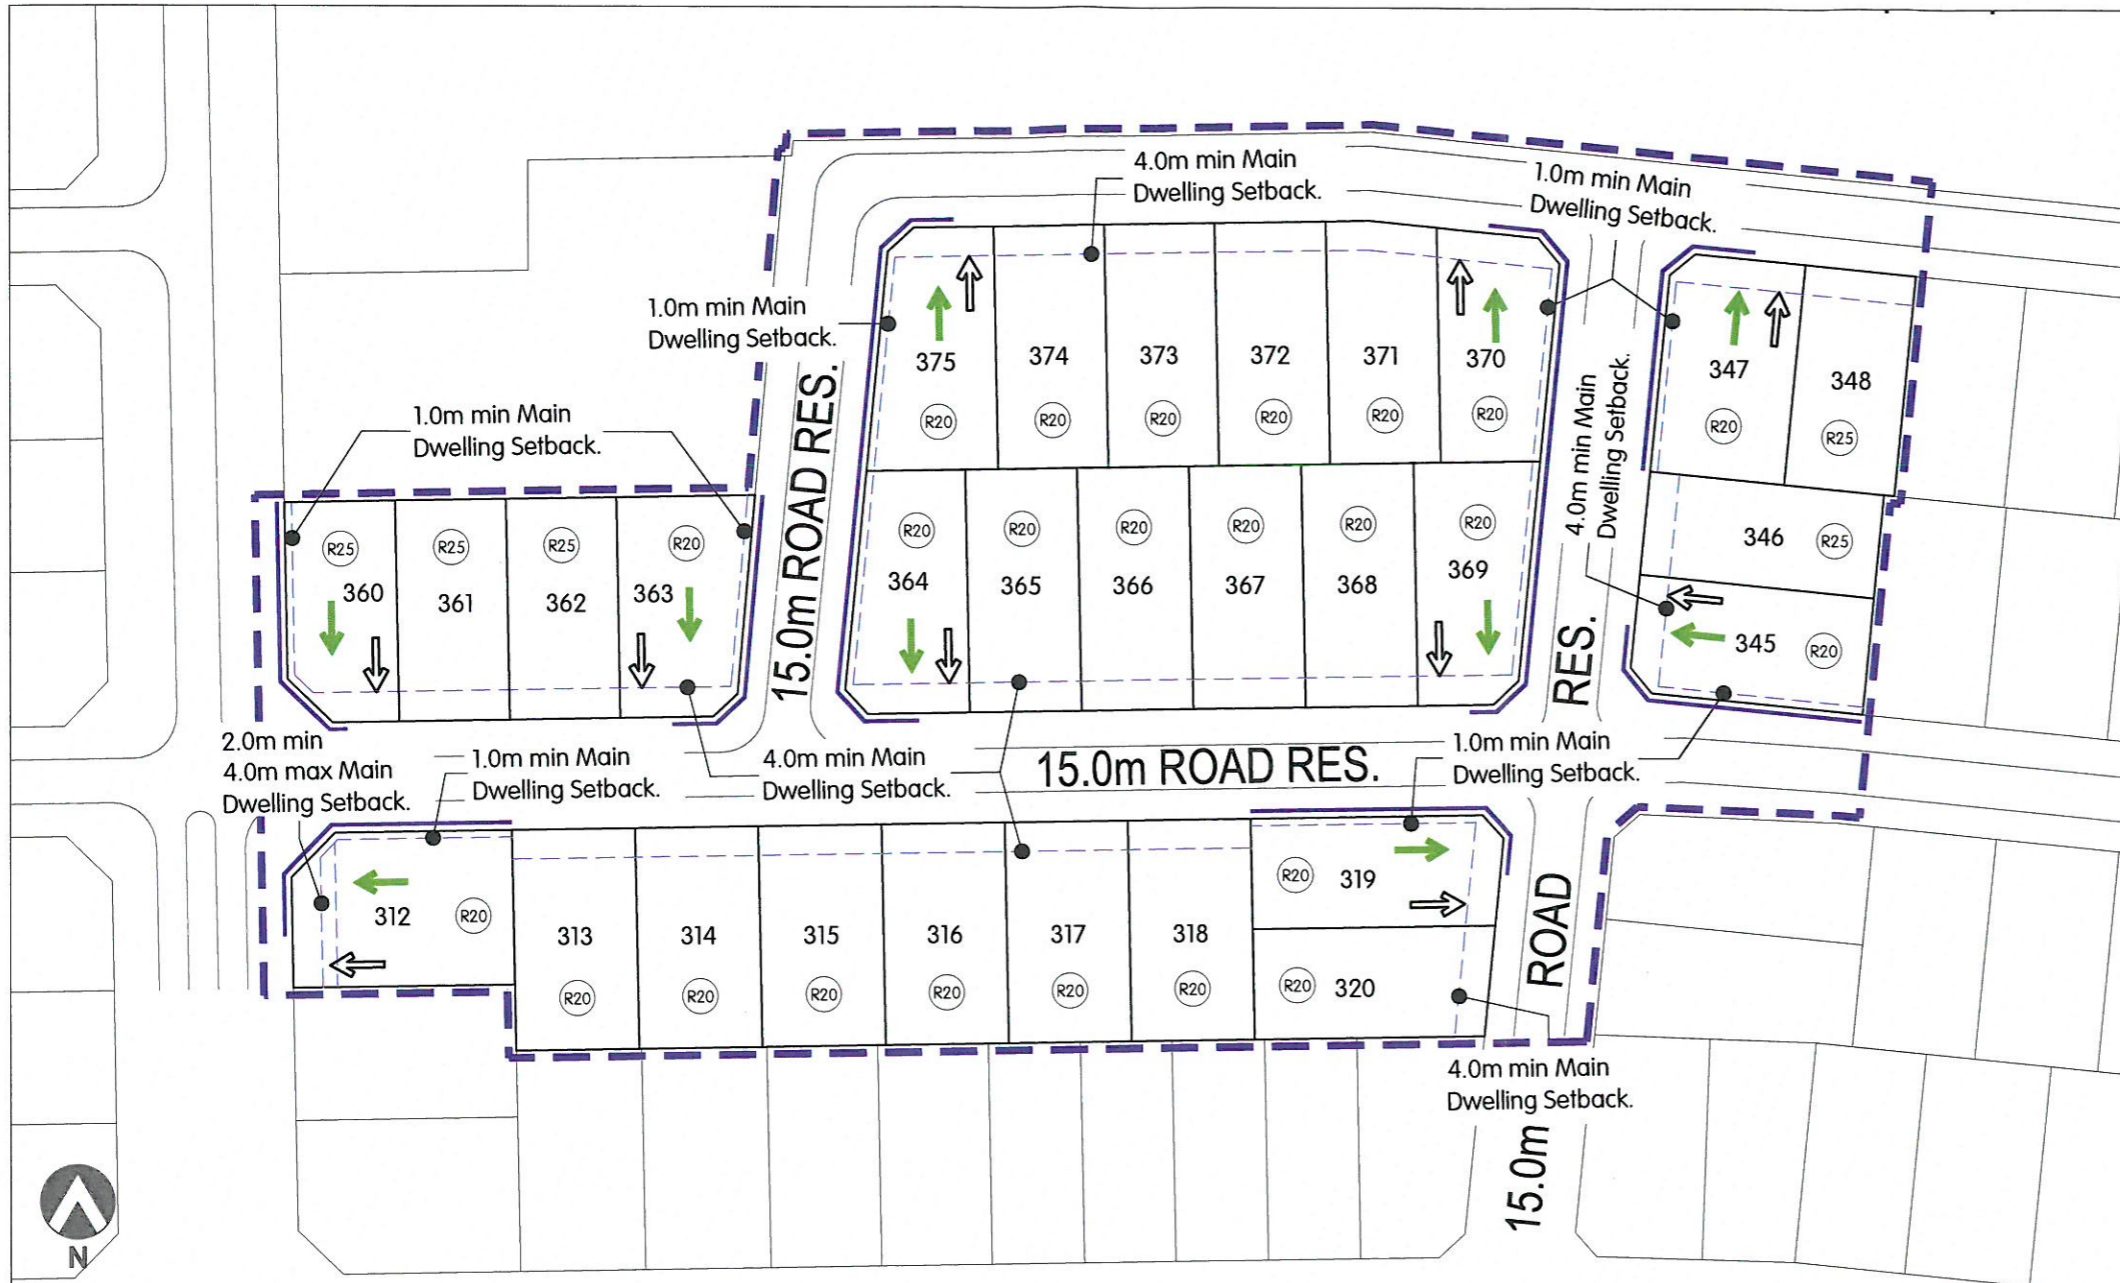 4.0m min Main
Dwelling Setback.
1.0m min Main
Dwelling Setback.
1.0m min Main
Dwelling Setback.
375
374
373
372
371
370
347
348
R20
R20
R20
R20
R20
R20
R20
R25
1.0m min Main
Dwelling Setback.
15.0m ROAD RES.
4.0m min Main
Dwelling Setback.
R25
R25
R25
R20
360
361
362
363
R20
R20
R20
R20
R20
R20
364
365
366
367
368
369
346
R25
345
R20
2.0m min
4.0m max Main
Dwelling Setback.
1.0m min Main
Dwelling Setback.
4.0m min Main
Dwelling Setback.
15.0m ROAD RES.
1.0m min Main
Dwelling Setback.
312
R20
313
314
315
316
317
318
R20
R20
R20
R20
R20
R20
R20
319
R20
320
15.0m ROAD RES.
4.0m min Main
Dwelling Setback.
N